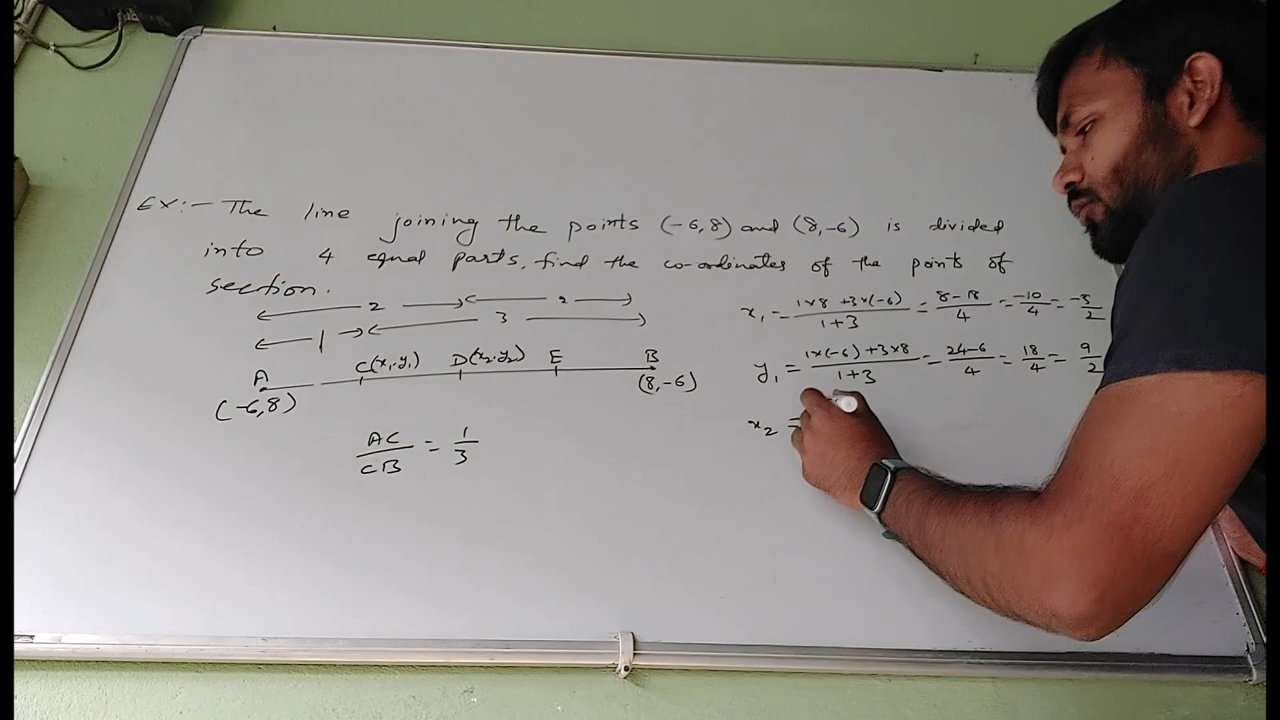 EX:- The line joining the points (-6,8) and (8,-6) is divided
into 4 equal parts, find the co-ordinates of the points of
section.
2 2
1 3
A C(x₁,y₁) D(x₂,y₂) E B
(-6,8) (8,-6)
AC/CB = 1/3
x₁ = (1×8 + 3×(-6))/(1+3) = (8-18)/4 = -10/4 = -5/2
y₁ = (1×(-6) + 3×8)/(1+3) = (24-6)/4 = 18/4 = 9/2
x₂ =